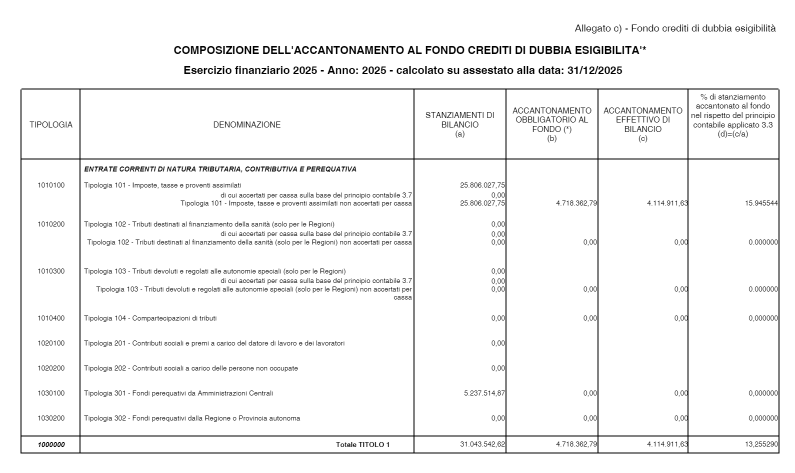 Allegato c) - Fondo crediti di dubbia esigibilità
COMPOSIZIONE DELL'ACCANTONAMENTO AL FONDO CREDITI DI DUBBIA ESIGIBILITA'*
Esercizio finanziario 2025 - Anno: 2025 - calcolato su assestato alla data: 31/12/2025
TIPOLOGIA DENOMINAZIONE STANZIAMENTI DI BILANCIO (a) ACCANTONAMENTO OBBLIGATORIO AL FONDO (*) (b) ACCANTONAMENTO EFFETTIVO DI BILANCIO (c) % di stanziamento accantonato al fondo nel rispetto del principio contabile applicato 3.3 (d)=(c/a)
ENTRATE CORRENTI DI NATURA TRIBUTARIA, CONTRIBUTIVA E PEREQUATIVA
1010100 Tipologia 101 - Imposte, tasse e proventi assimilati 25.806.027,75
di cui accertati per cassa sulla base del principio contabile 3.7 0,00
Tipologia 101 - Imposte, tasse e proventi assimilati non accertati per cassa 25.806.027,75 4.718.362,79 4.114.911,63 15.945544
1010200 Tipologia 102 - Tributi destinati al finanziamento della sanità (solo per le Regioni) 0,00
di cui accertati per cassa sulla base del principio contabile 3.7 0,00
Tipologia 102 - Tributi destinati al finanziamento della sanità (solo per le Regioni) non accertati per cassa 0,00 0,00 0,00 0.000000
1010300 Tipologia 103 - Tributi devoluti e regolati alle autonomie speciali (solo per le Regioni) 0,00
di cui accertati per cassa sulla base del principio contabile 3.7 0,00
Tipologia 103 - Tributi devoluti e regolati alle autonomie speciali (solo per le Regioni) non accertati per 0,00 0,00 0,00 0.000000
cassa
1010400 Tipologia 104 - Compartecipazioni di tributi 0,00 0,00 0,00 0,000000
1020100 Tipologia 201 - Contributi sociali e premi a carico del datore di lavoro e dei lavoratori 0,00
1020200 Tipologia 202 - Contributi sociali a carico delle persone non occupate 0,00
1030100 Tipologia 301 - Fondi perequativi da Amministrazioni Centrali 5.237.514,87 0,00 0,00 0,000000
1030200 Tipologia 302 - Fondi perequativi dalla Regione o Provincia autonoma 0,00 0,00 0,00 0,000000
1000000 Totale TITOLO 1 31.043.542,62 4.718.362,79 4.114.911,63 13,255290